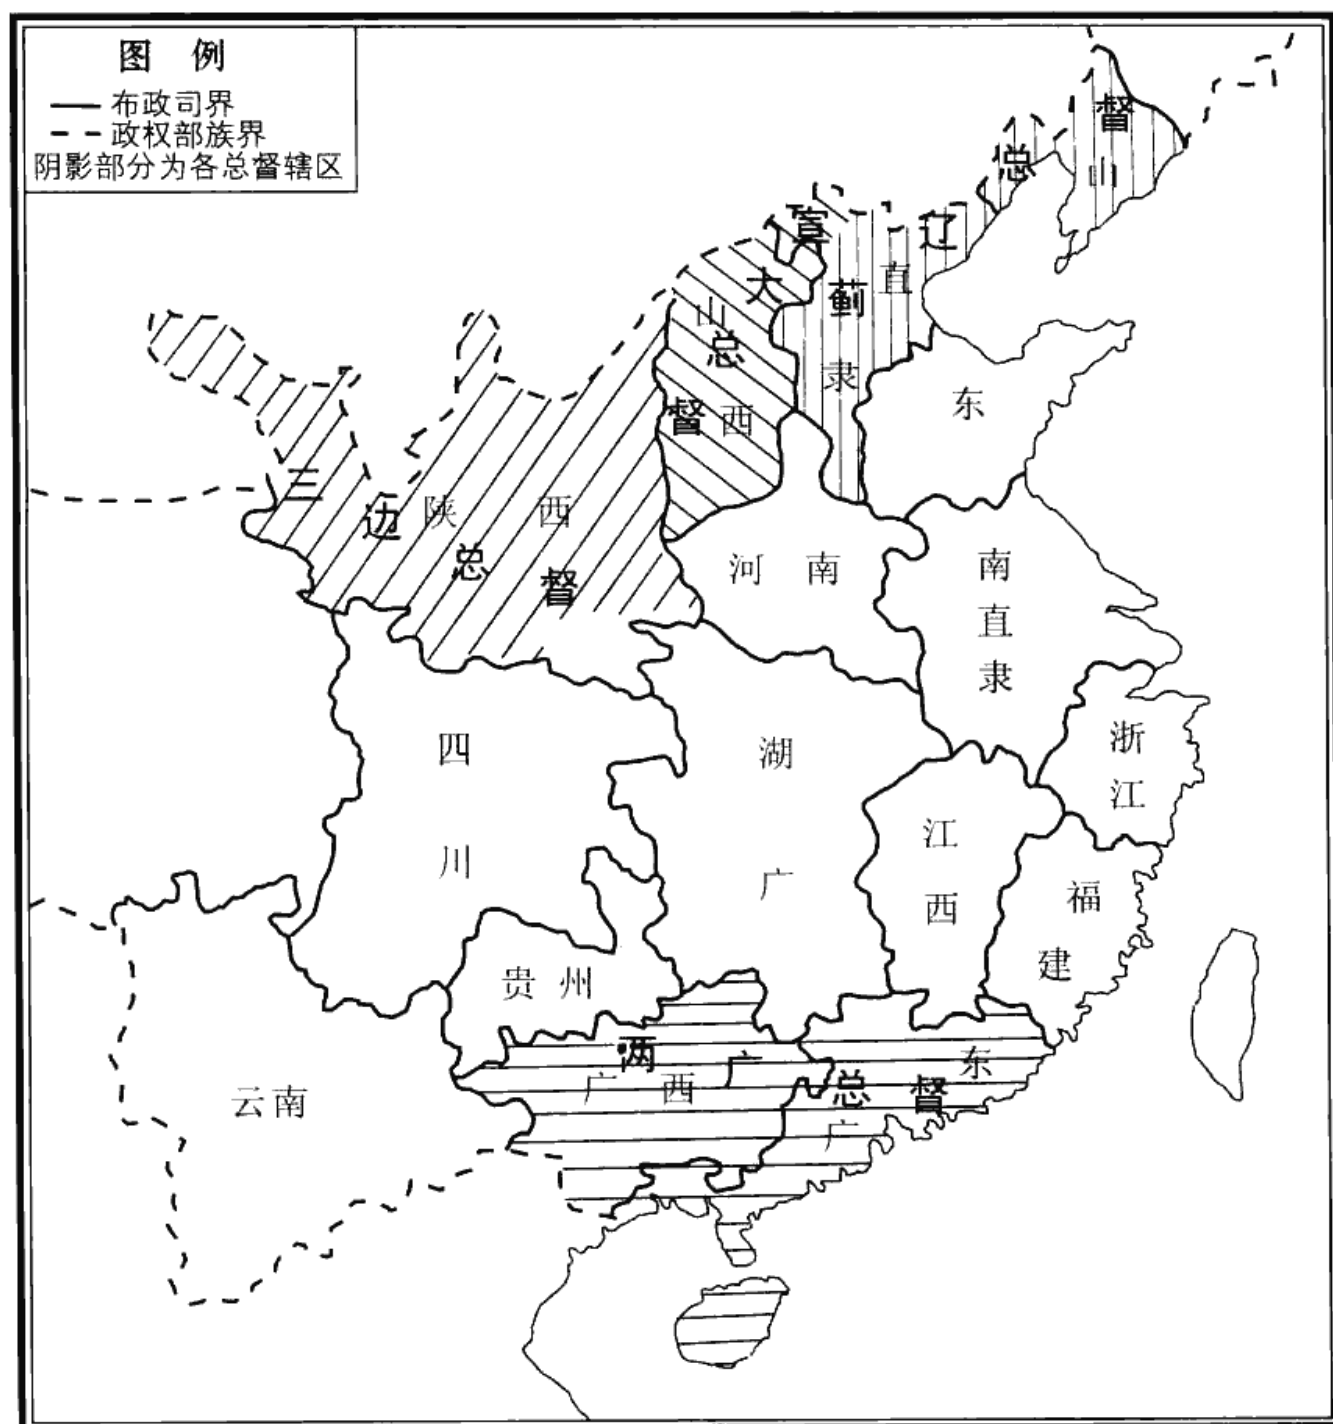 图 例
布政司界
政权部族界
阴影部分为各总督辖区
蓟辽总督
宣大总督
三边总督
两广总督
山东
直隶
山西
陕西
河南
南直隶
四川
湖广
浙江
江西
福建
贵州
云南
广西
广东